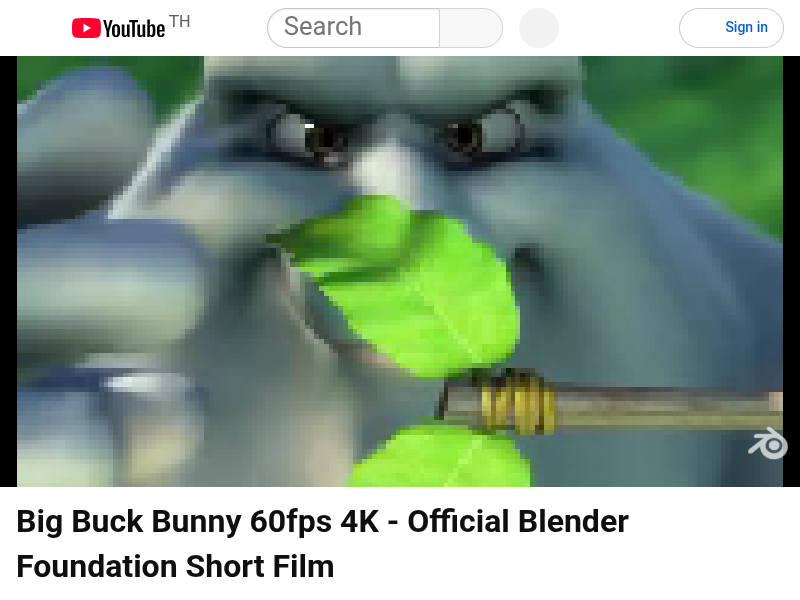 YouTube TH
Search
Sign in
Big Buck Bunny 60fps 4K - Official Blender
Foundation Short Film